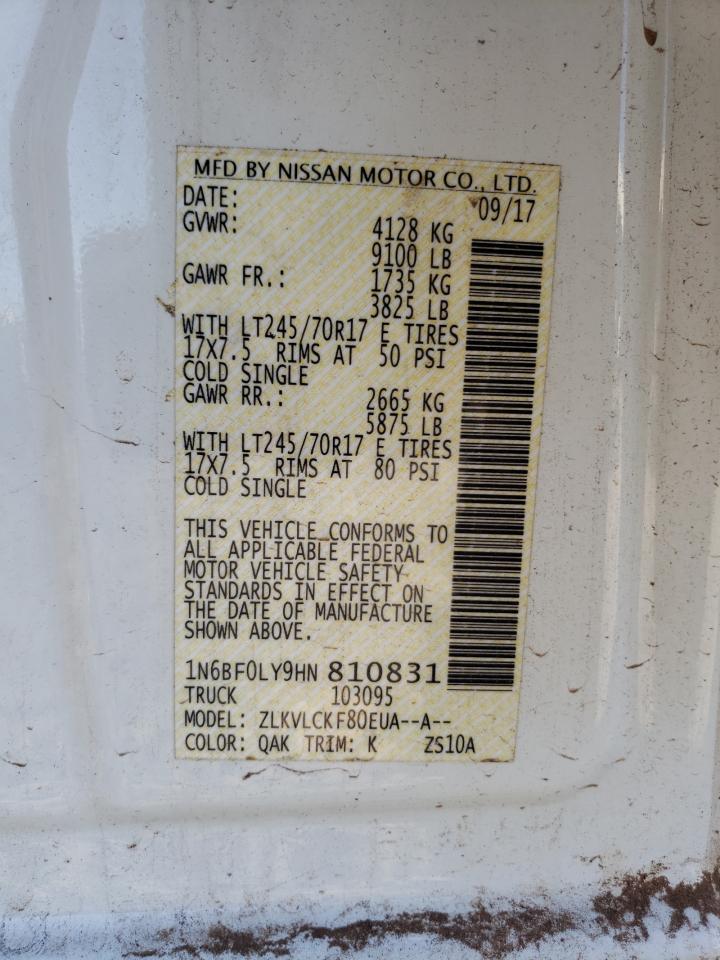 MFD BY NISSAN MOTOR CO., LTD.
DATE: 09/17
GVWR: 4128 KG
9100 LB
GAWR FR.: 1735 KG
3825 LB
WITH LT245/70R17 E TIRES
17X7.5 RIMS AT 50 PSI
COLD SINGLE
GAWR RR.: 2665 KG
5875 LB
WITH LT245/70R17 E TIRES
17X7.5 RIMS AT 80 PSI
COLD SINGLE
THIS VEHICLE CONFORMS TO
ALL APPLICABLE FEDERAL
MOTOR VEHICLE SAFETY
STANDARDS IN EFFECT ON
THE DATE OF MANUFACTURE
SHOWN ABOVE.
1N6BF0LY9HN 810831
TRUCK 103095
MODEL: ZLKVLCKF80EUA--A--
COLOR: QAK TRIM: K ZS10A